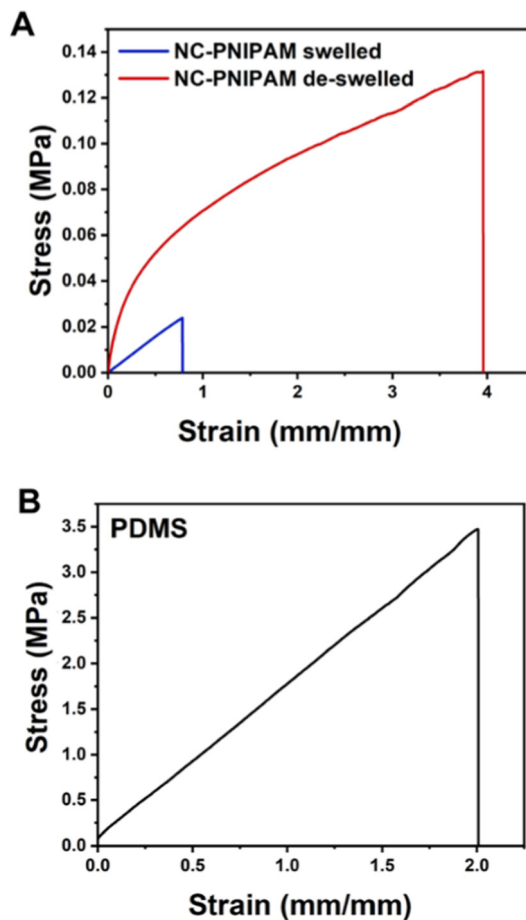 A
NC-PNIPAM swelled
NC-PNIPAM de-swelled
0.14
0.12
0.10
0.08
0.06
0.04
0.02
0.00
Stress (MPa)
0 1 2 3 4
Strain (mm/mm)
B
PDMS
3.5
3.0
2.5
2.0
1.5
1.0
0.5
0.0
Stress (MPa)
0.0 0.5 1.0 1.5 2.0
Strain (mm/mm)